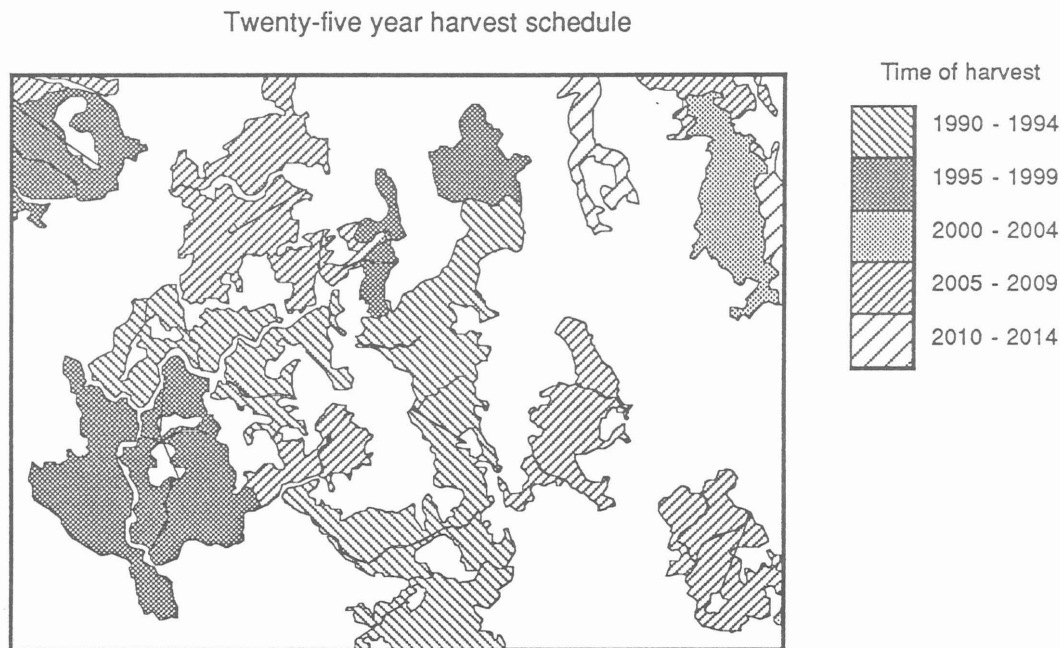 Twenty-five year harvest schedule
Time of harvest
1990 - 1994
1995 - 1999
2000 - 2004
2005 - 2009
2010 - 2014